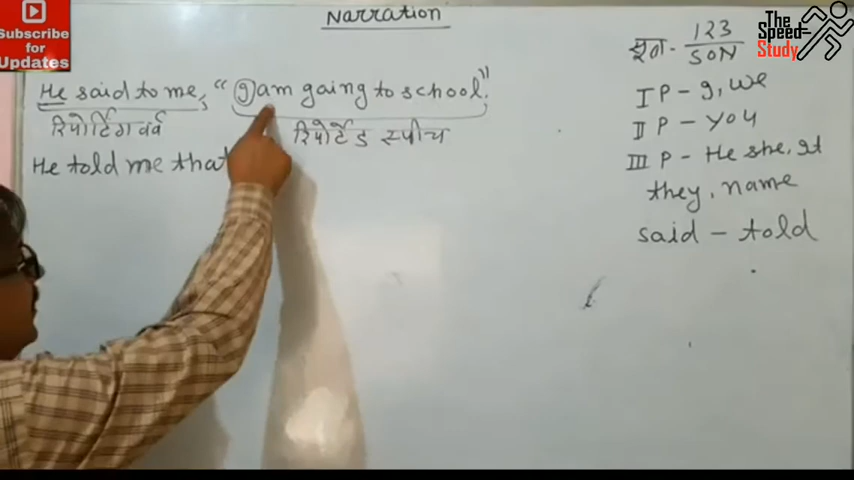 SUBSCRIBE
for
Updates
Narration
The
Speed
Study
सूत्र - 123/SON
He said to me, "I am going to school."
रिपोर्टिंग वर्ब
रिपोर्टेड स्पीच
He told me that
I P - I, we
II P - you
III P - He she, It
they, name
said - told